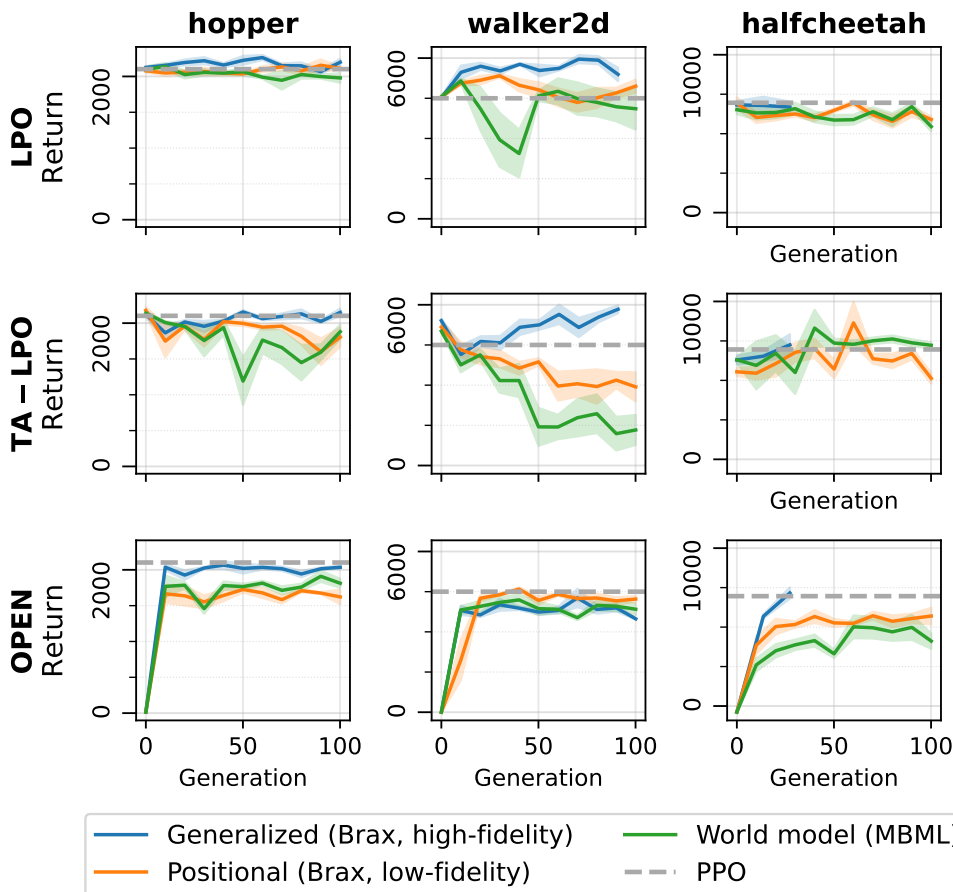 hopper walker2d halfcheetah
LPO
Return
2000
0
6000
0
10000
0
Generation
TA − LPO
Return
2000
0
6000
0
10000
0
Generation
OPEN
Return
2000
0
6000
0
10000
0
0 50 100 0 50 100 0 50 100
Generation Generation Generation
Generalized (Brax, high-fidelity) World model (MBML)
Positional (Brax, low-fidelity) PPO